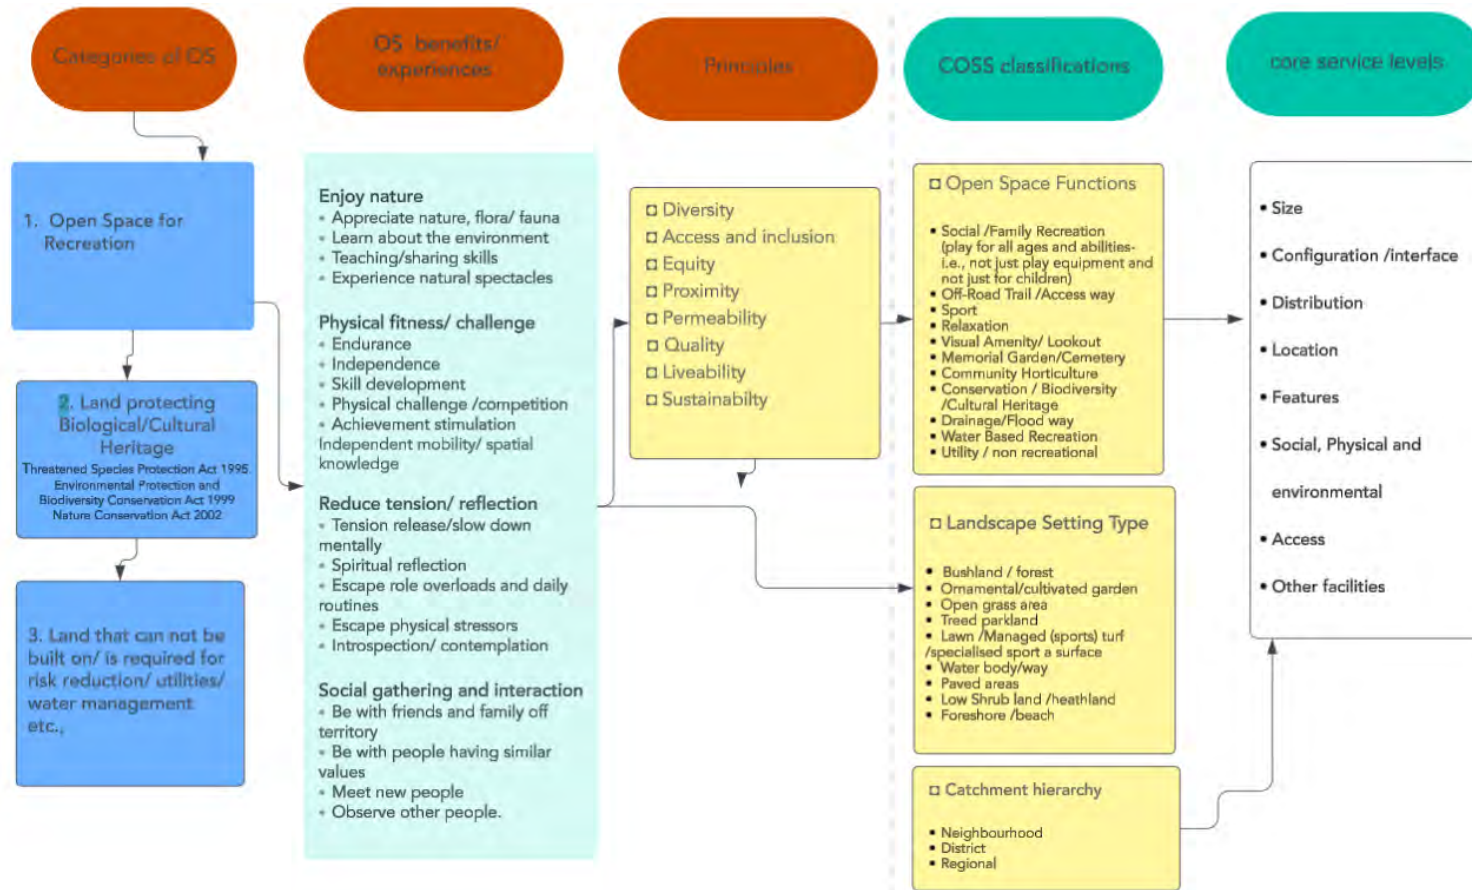 Categories of OS
OS benefits/
experiences
Principles
COSS classifications
core service levels
1. Open Space for
Recreation
2. Land protecting
Biological/Cultural
Heritage
Threatened Species Protection Act 1995
Environmental Protection and
Biodiversity Conservation Act 1999
Nature Conservation Act 2002
3. Land that can not be
built on/ is required for
risk reduction/ utilities/
water management
etc.,
Enjoy nature
• Appreciate nature, flora/ fauna
• Learn about the environment
• Teaching/sharing skills
• Experience natural spectacles
Physical fitness/ challenge
• Endurance
• Independence
• Skill development
• Physical challenge /competition
• Achievement stimulation
Independent mobility/ spatial
knowledge
Reduce tension/ reflection
• Tension release/slow down
mentally
• Spiritual reflection
• Escape role overloads and daily
routines
• Escape physical stressors
• Introspection/ contemplation
Social gathering and interaction
• Be with friends and family off
territory
• Be with people having similar
values
• Meet new people
• Observe other people.
□ Diversity
□ Access and inclusion
□ Equity
□ Proximity
□ Permeability
□ Quality
□ Liveability
□ Sustainabilty
□ Open Space Functions
• Social /Family Recreation
(play for all ages and abilities-
i.e., not just play equipment and
not just for children)
• Off-Road Trail /Access way
• Sport
• Relaxation
• Visual Amenity/ Lookout
• Memorial Garden/Cemetery
• Community Horticulture
• Conservation / Biodiversity
/Cultural Heritage
• Drainage/Flood way
• Water Based Recreation
• Utility / non recreational
□ Landscape Setting Type
• Bushland / forest
• Ornamental/cultivated garden
• Open grass area
• Treed parkland
• Lawn /Managed (sports) turf
/specialised sport a surface
• Water body/way
• Paved areas
• Low Shrub land /heathland
• Foreshore /beach
□ Catchment hierarchy
• Neighbourhood
• District
• Regional
• Size
• Configuration /interface
• Distribution
• Location
• Features
• Social, Physical and
environmental
• Access
• Other facilities